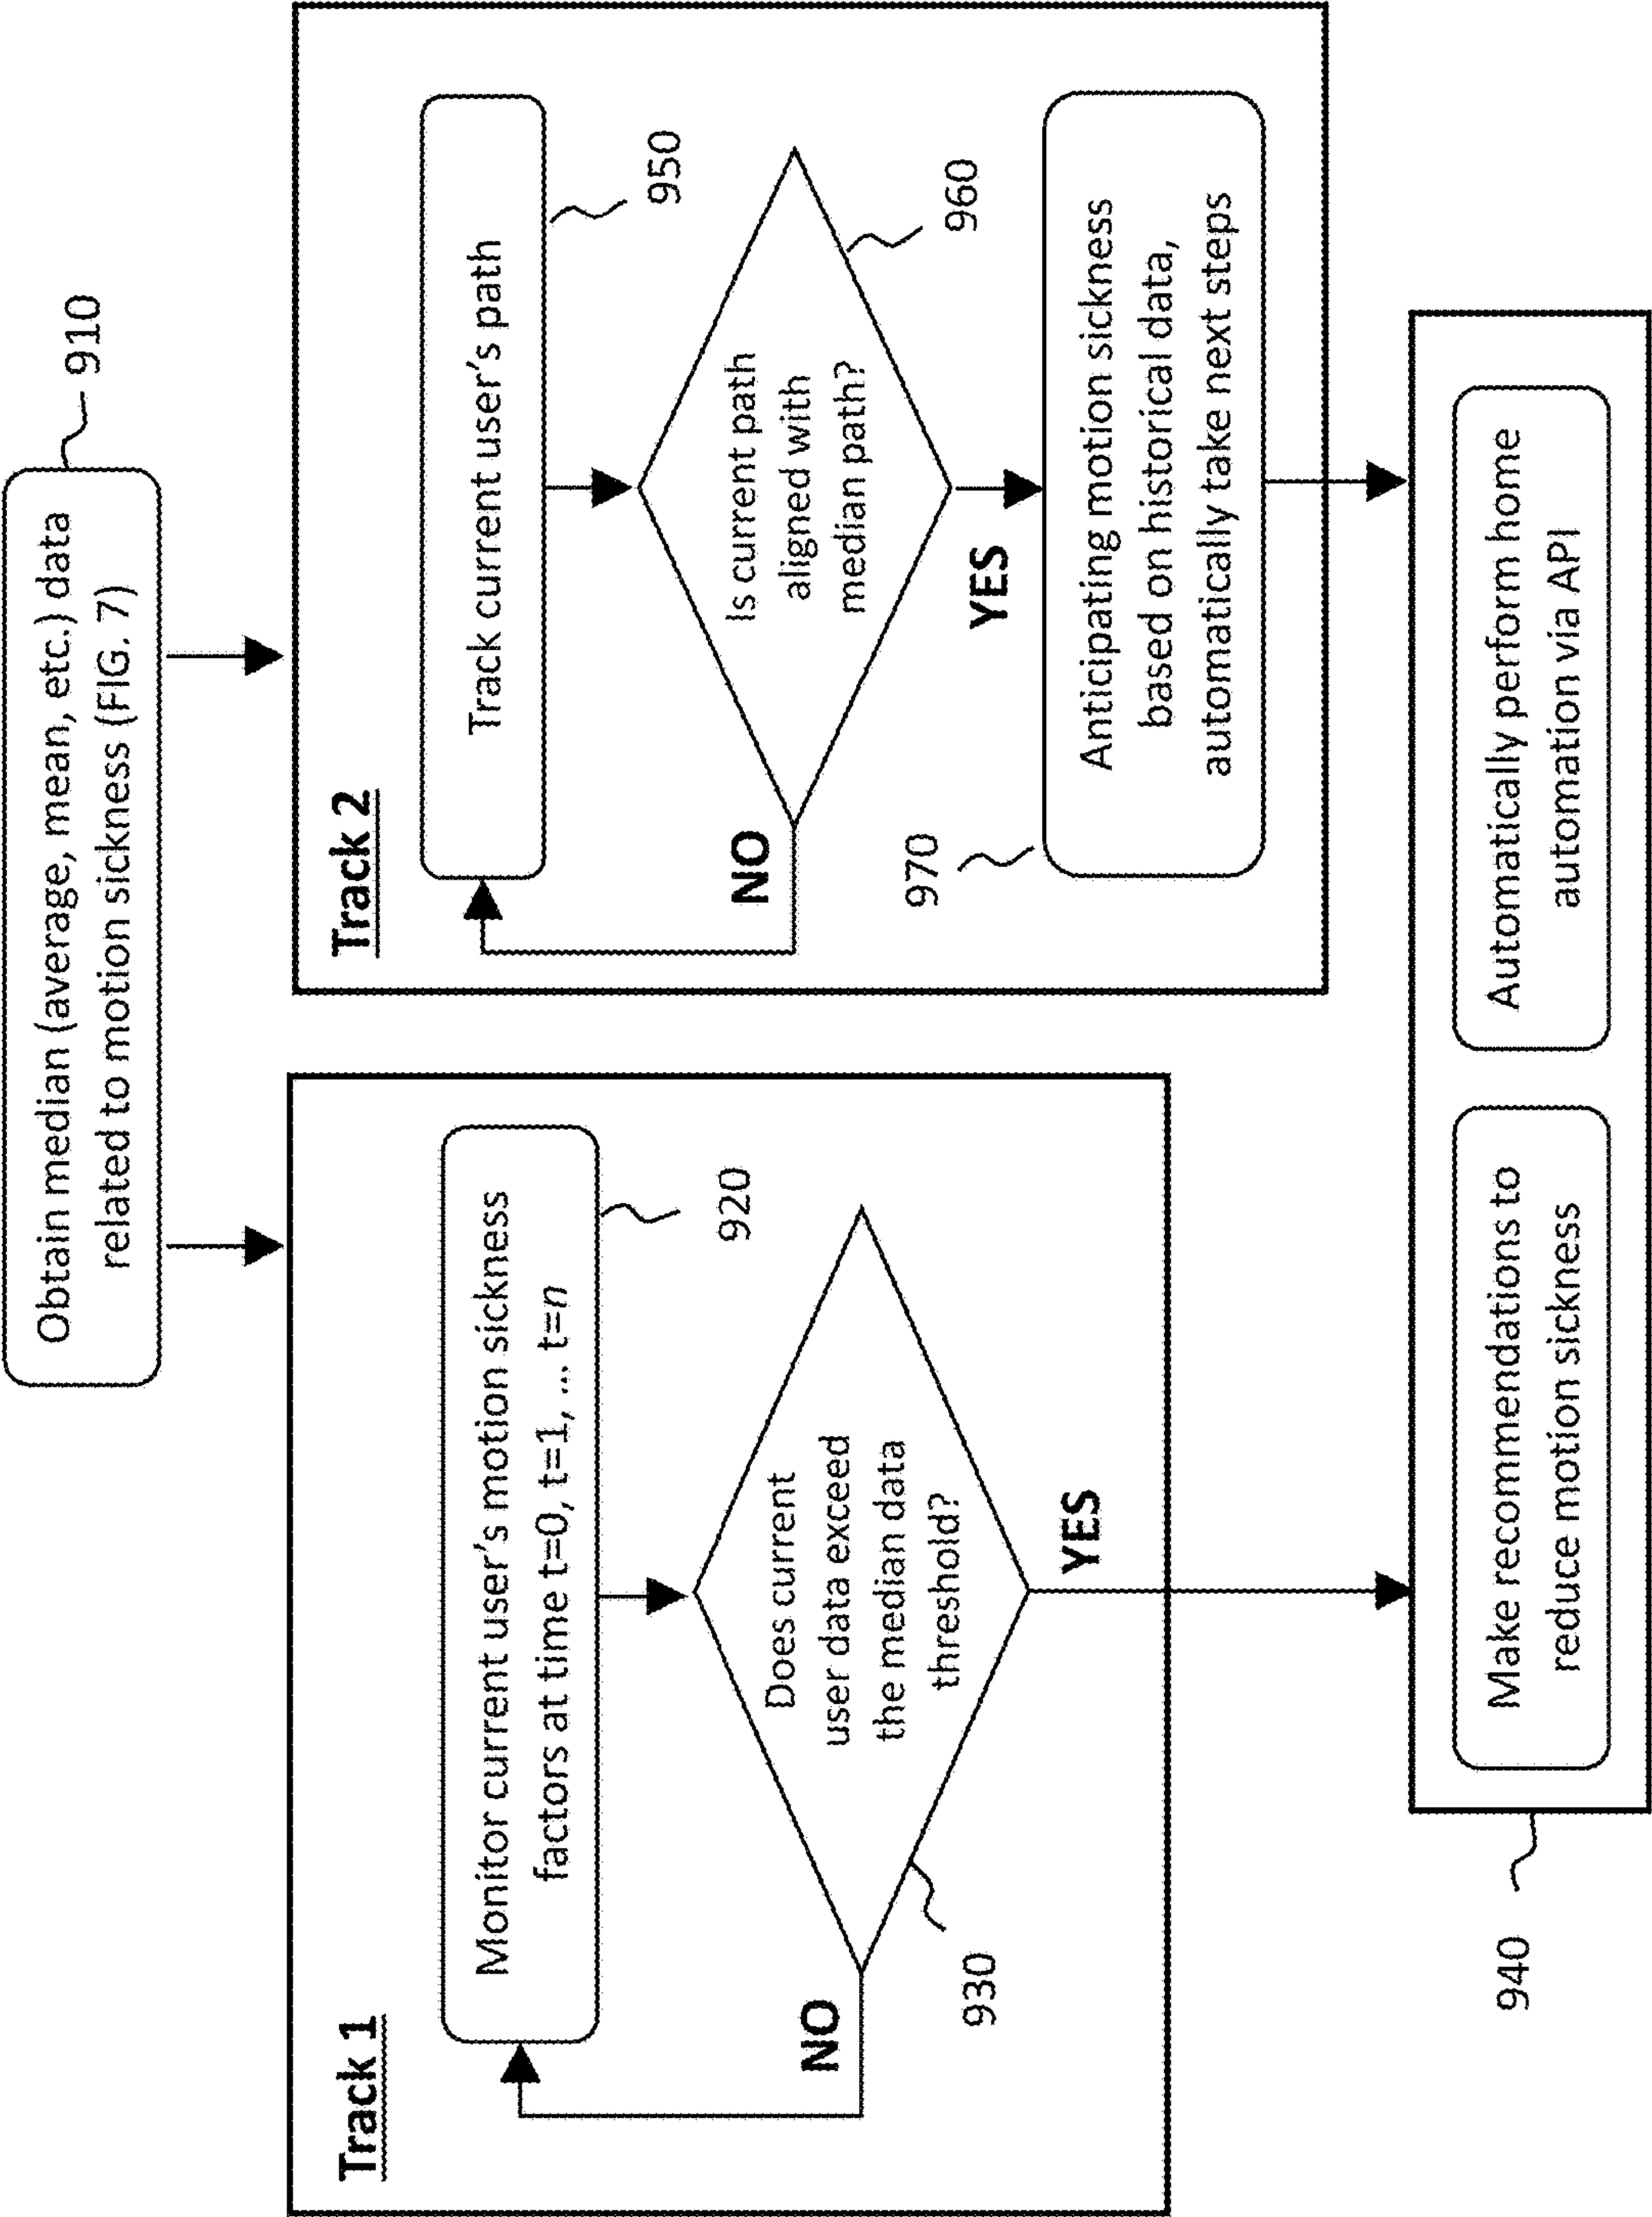 Obtain median (average, mean, etc.) data
related to motion sickness (FIG. 7)
910
Track 1
Monitor current user's motion sickness
factors at time t=0, t=1, ... t=n
920
Does current
user data exceed
the median data
threshold?
NO
930
YES
Track 2
Track current user's path
950
Is current path
aligned with
median path?
960
NO
YES
970
Anticipating motion sickness
based on historical data,
automatically take next steps
940
Make recommendations to
reduce motion sickness
Automatically perform home
automation via API